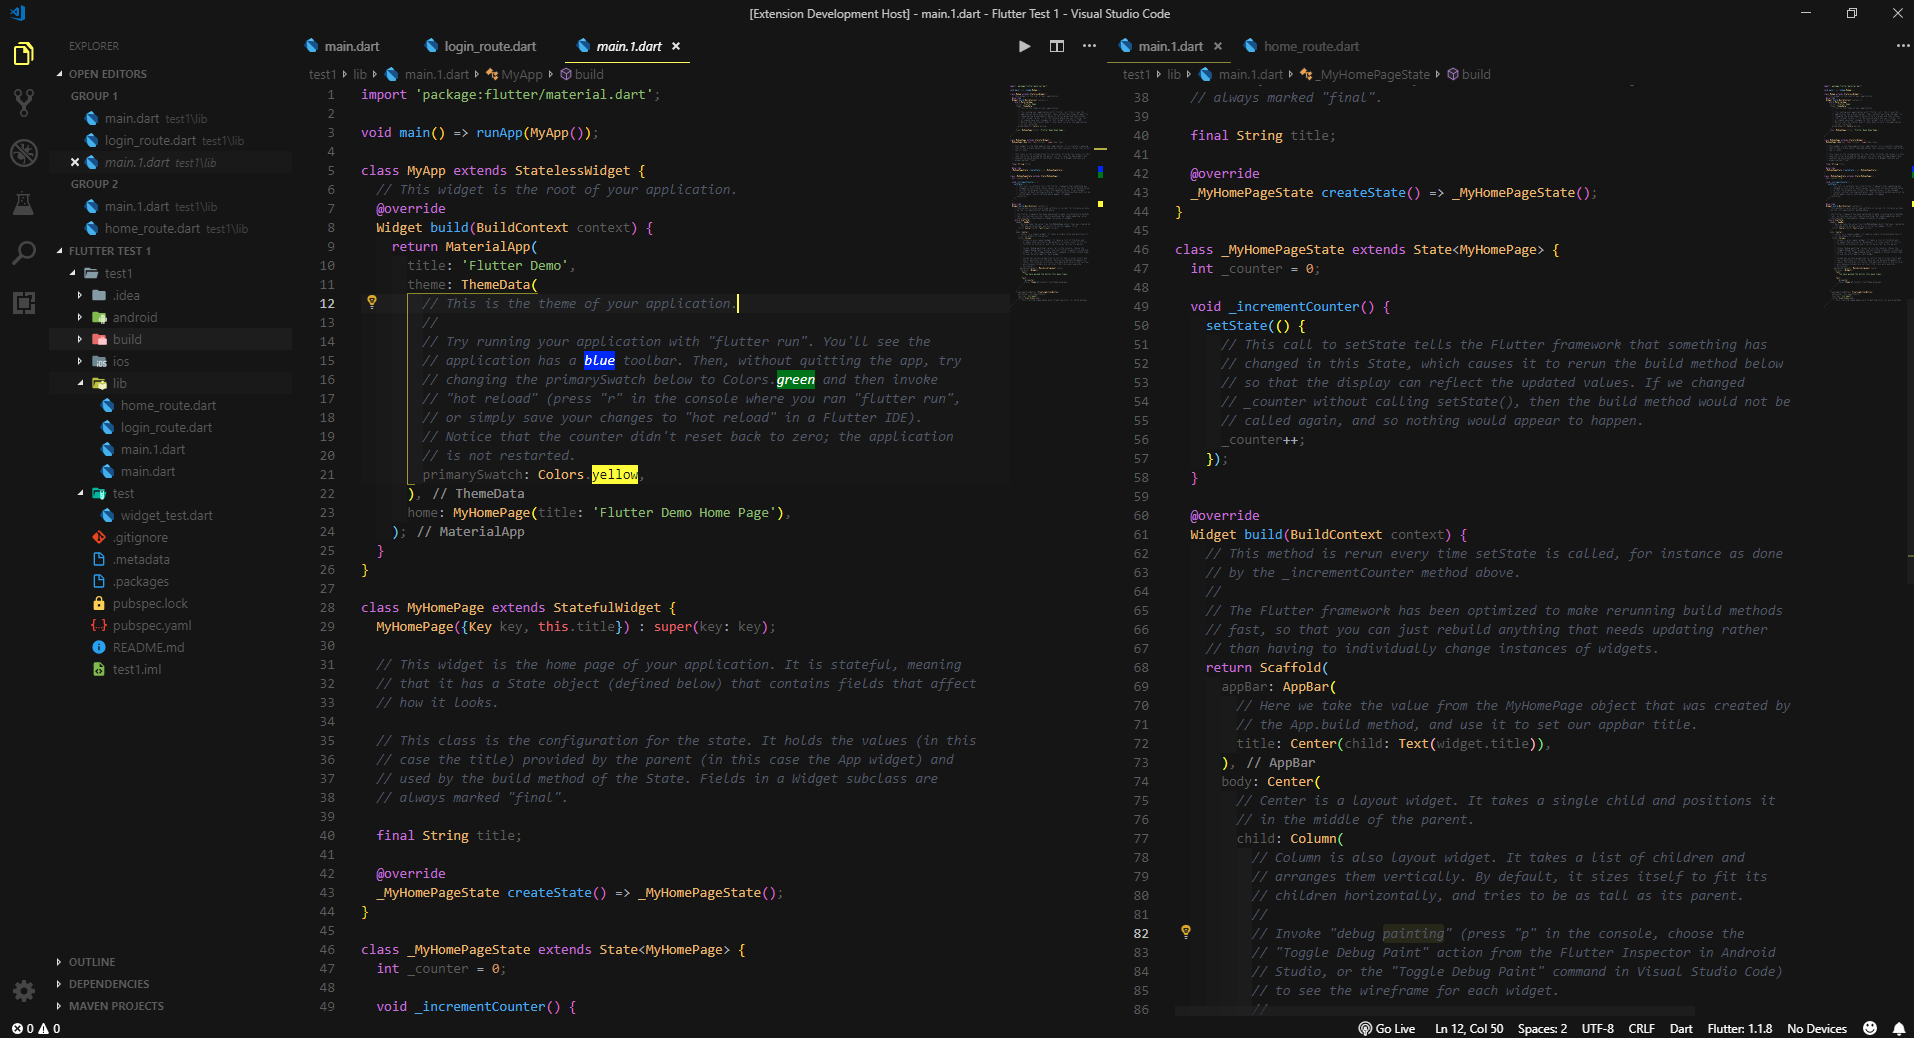 [Extension Development Host] - main.1.dart - Flutter Test 1 - Visual Studio Code
EXPLORER
OPEN EDITORS
GROUP 1
main.dart test1\lib
login_route.dart test1\lib
main.1.dart test1\lib
GROUP 2
main.1.dart test1\lib
home_route.dart test1\lib
FLUTTER TEST 1
test1
.idea
android
build
ios
lib
home_route.dart
login_route.dart
main.1.dart
main.dart
test
widget_test.dart
.gitignore
.metadata
.packages
pubspec.lock
pubspec.yaml
README.md
test1.iml
OUTLINE
DEPENDENCIES
MAVEN PROJECTS
main.dart login_route.dart main.1.dart
test1 lib main.1.dart MyApp build
1 import 'package:flutter/material.dart';
2
3 void main() => runApp(MyApp());
4
5 class MyApp extends StatelessWidget {
6 // This widget is the root of your application.
7 @override
8 Widget build(BuildContext context) {
9 return MaterialApp(
10 title: 'Flutter Demo',
11 theme: ThemeData(
12 // This is the theme of your application.
13 //
14 // Try running your application with "flutter run". You'll see the
15 // application has a blue toolbar. Then, without quitting the app, try
16 // changing the primarySwatch below to Colors.green and then invoke
17 // "hot reload" (press "r" in the console where you ran "flutter run",
18 // or simply save your changes to "hot reload" in a Flutter IDE).
19 // Notice that the counter didn't reset back to zero; the application
20 // is not restarted.
21 primarySwatch: Colors.yellow,
22 ), // ThemeData
23 home: MyHomePage(title: 'Flutter Demo Home Page'),
24 ); // MaterialApp
25 }
26 }
27
28 class MyHomePage extends StatefulWidget {
29 MyHomePage({Key key, this.title}) : super(key: key);
30
31 // This widget is the home page of your application. It is stateful, meaning
32 // that it has a State object (defined below) that contains fields that affect
33 // how it looks.
34
35 // This class is the configuration for the state. It holds the values (in this
36 // case the title) provided by the parent (in this case the App widget) and
37 // used by the build method of the State. Fields in a Widget subclass are
38 // always marked "final".
39
40 final String title;
41
42 @override
43 _MyHomePageState createState() => _MyHomePageState();
44 }
45
46 class _MyHomePageState extends State<MyHomePage> {
47 int _counter = 0;
48
49 void _incrementCounter() {
main.1.dart home_route.dart
test1 lib main.1.dart _MyHomePageState build
38 // always marked "final".
39
40 final String title;
41
42 @override
43 _MyHomePageState createState() => _MyHomePageState();
44 }
45
46 class _MyHomePageState extends State<MyHomePage> {
47 int _counter = 0;
48
49 void _incrementCounter() {
50 setState(() {
51 // This call to setState tells the Flutter framework that something has
52 // changed in this State, which causes it to rerun the build method below
53 // so that the display can reflect the updated values. If we changed
54 // _counter without calling setState(), then the build method would not be
55 // called again, and so nothing would appear to happen.
56 _counter++;
57 });
58 }
59
60 @override
61 Widget build(BuildContext context) {
62 // This method is rerun every time setState is called, for instance as done
63 // by the _incrementCounter method above.
64 //
65 // The Flutter framework has been optimized to make rerunning build methods
66 // fast, so that you can just rebuild anything that needs updating rather
67 // than having to individually change instances of widgets.
68 return Scaffold(
69 appBar: AppBar(
70 // Here we take the value from the MyHomePage object that was created by
71 // the App.build method, and use it to set our appbar title.
72 title: Center(child: Text(widget.title)),
73 ), // AppBar
74 body: Center(
75 // Center is a layout widget. It takes a single child and positions it
76 // in the middle of the parent.
77 child: Column(
78 // Column is also layout widget. It takes a list of children and
79 // arranges them vertically. By default, it sizes itself to fit its
80 // children horizontally, and tries to be as tall as its parent.
81 //
82 // Invoke "debug painting" (press "p" in the console, choose the
83 // "Toggle Debug Paint" action from the Flutter Inspector in Android
84 // Studio, or the "Toggle Debug Paint" command in Visual Studio Code)
85 // to see the wireframe for each widget.
86 //
0 0 Go Live Ln 12, Col 50 Spaces: 2 UTF-8 CRLF Dart Flutter: 1.1.8 No Devices